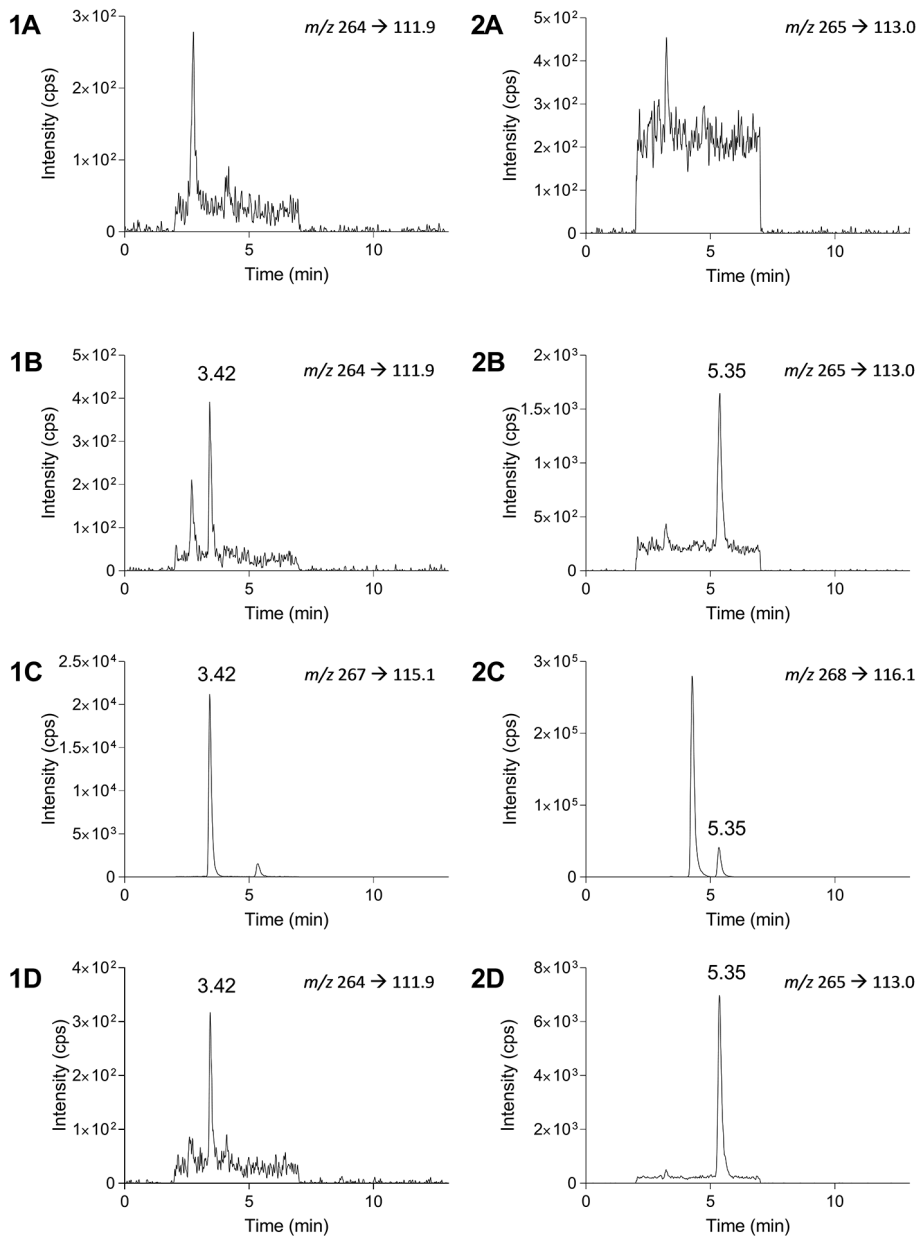 1A
m/z 264 → 111.9
Intensity (cps)
3×10²
2×10²
1×10²
0
0 5 10
Time (min)
2A
m/z 265 → 113.0
Intensity (cps)
5×10²
4×10²
3×10²
2×10²
1×10²
0
0 5 10
Time (min)
1B
m/z 264 → 111.9
3.42
Intensity (cps)
5×10²
4×10²
3×10²
2×10²
1×10²
0
0 5 10
Time (min)
2B
m/z 265 → 113.0
5.35
Intensity (cps)
2×10³
1.5×10³
1×10³
5×10²
0
0 5 10
Time (min)
1C
m/z 267 → 115.1
3.42
Intensity (cps)
2.5×10⁴
2×10⁴
1.5×10⁴
1×10⁴
5×10³
0
0 5 10
Time (min)
2C
m/z 268 → 116.1
5.35
Intensity (cps)
3×10⁵
2×10⁵
1×10⁵
0
0 5 10
Time (min)
1D
m/z 264 → 111.9
3.42
Intensity (cps)
4×10²
3×10²
2×10²
1×10²
0
0 5 10
Time (min)
2D
m/z 265 → 113.0
5.35
Intensity (cps)
8×10³
6×10³
4×10³
2×10³
0
0 5 10
Time (min)